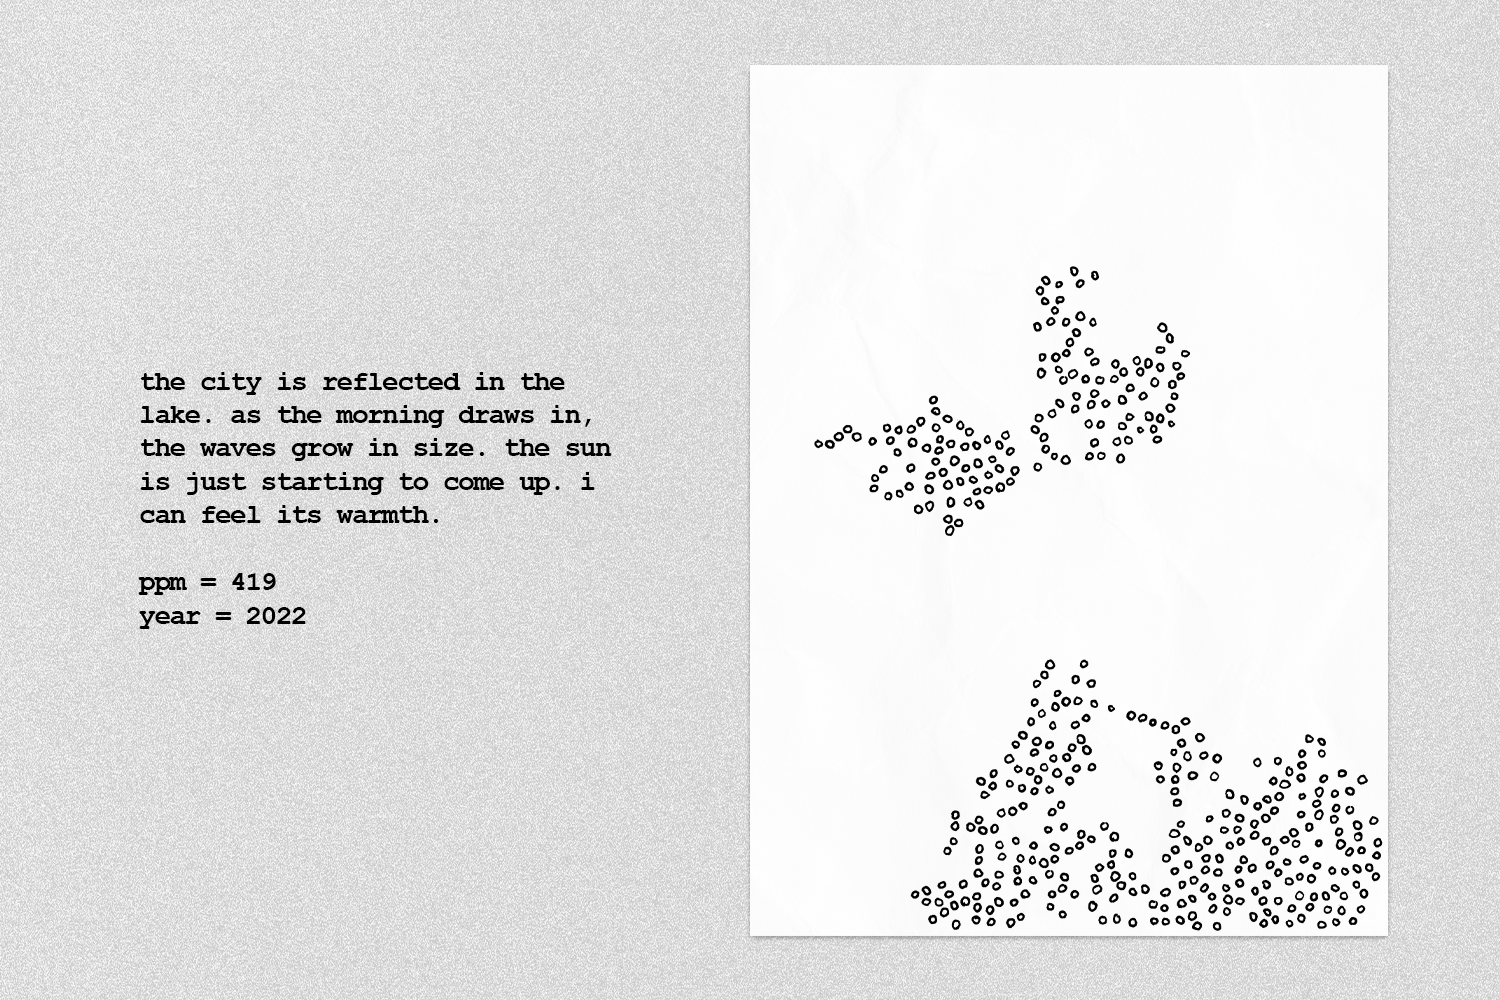 the city is reflected in the
lake. as the morning draws in,
the waves grow in size. the sun
is just starting to come up. i
can feel its warmth.
ppm = 419
year = 2022